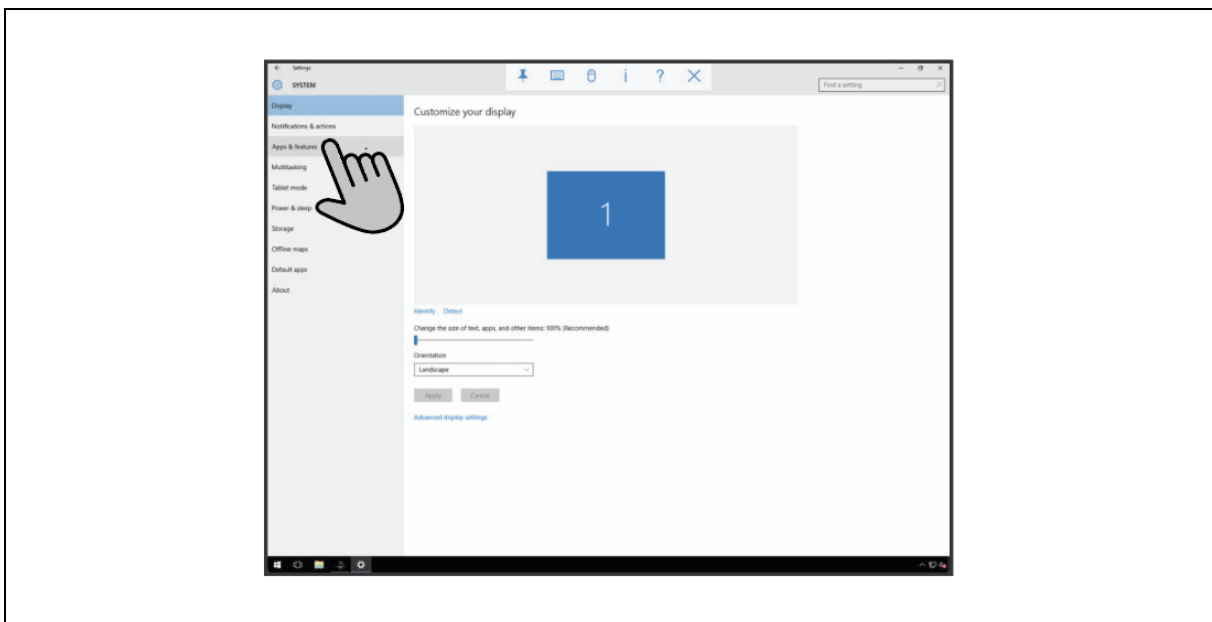 Settings
SYSTEM
Find a setting
Display
Notifications & actions
Apps & features
Multitasking
Tablet mode
Power & sleep
Storage
Offline maps
Default apps
About
Customize your display
1
Identify Detect
Change the size of text, apps, and other items: 100% (Recommended)
Orientation
Landscape
Apply Cancel
Advanced display settings